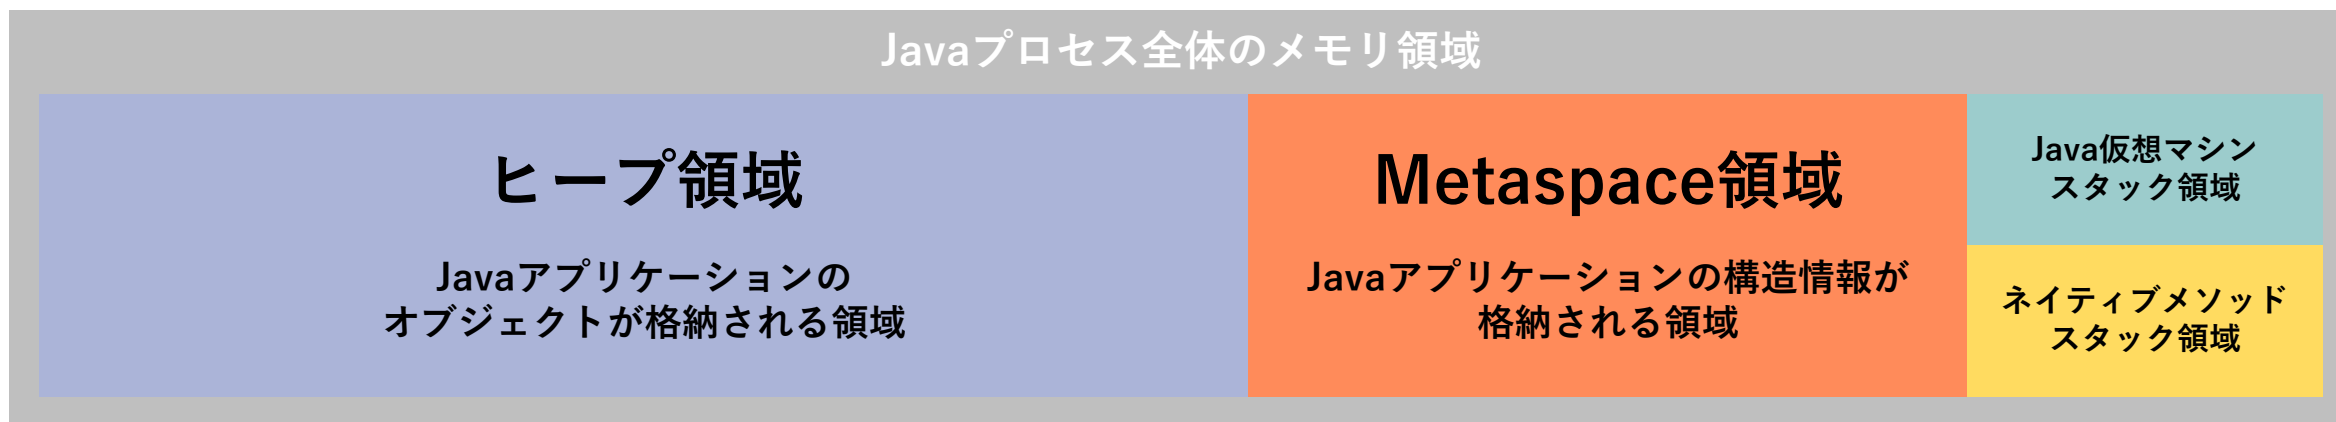 Javaプロセス全体のメモリ領域
ヒープ領域
Javaアプリケーションの
オブジェクトが格納される領域
Metaspace領域
Javaアプリケーションの構造情報が
格納される領域
Java仮想マシン
スタック領域
ネイティブメソッド
スタック領域